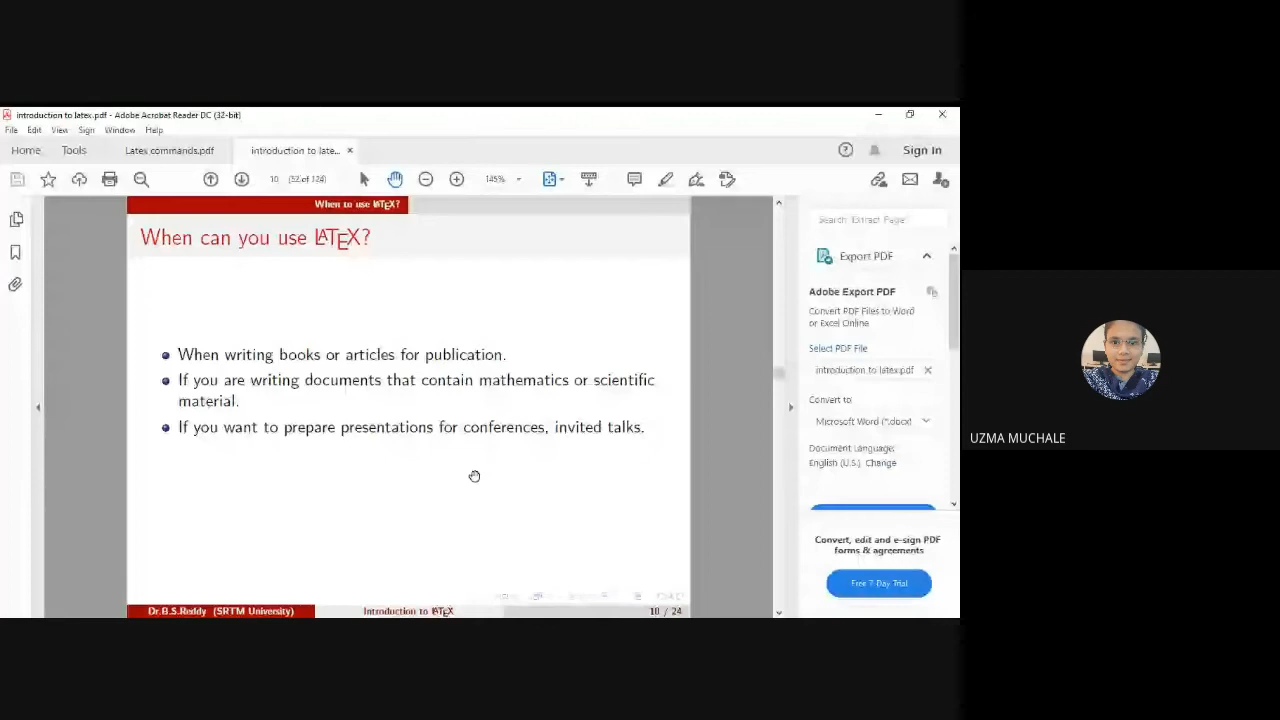 introduction to latex.pdf - Adobe Acrobat Reader DC (32-bit)
File Edit View Sign Window Help
Home Tools Latex commands.pdf introduction to late... ×
Sign In
10 (52 of 124) 145%
When to use LATEX?
When can you use LATEX?
When writing books or articles for publication.
If you are writing documents that contain mathematics or scientific
material.
If you want to prepare presentations for conferences, invited talks.
Dr.B.S.Reddy (SRTM University) Introduction to LATEX 10 / 24
Search 'Extract Page'
Export PDF
Adobe Export PDF
Convert PDF Files to Word
or Excel Online
Select PDF File
introduction to latex.pdf
Convert to
Microsoft Word (*.docx)
Document Language:
English (U.S.) Change
Convert, edit and e-sign PDF
forms & agreements
Free 7-Day Trial
UZMA MUCHALE